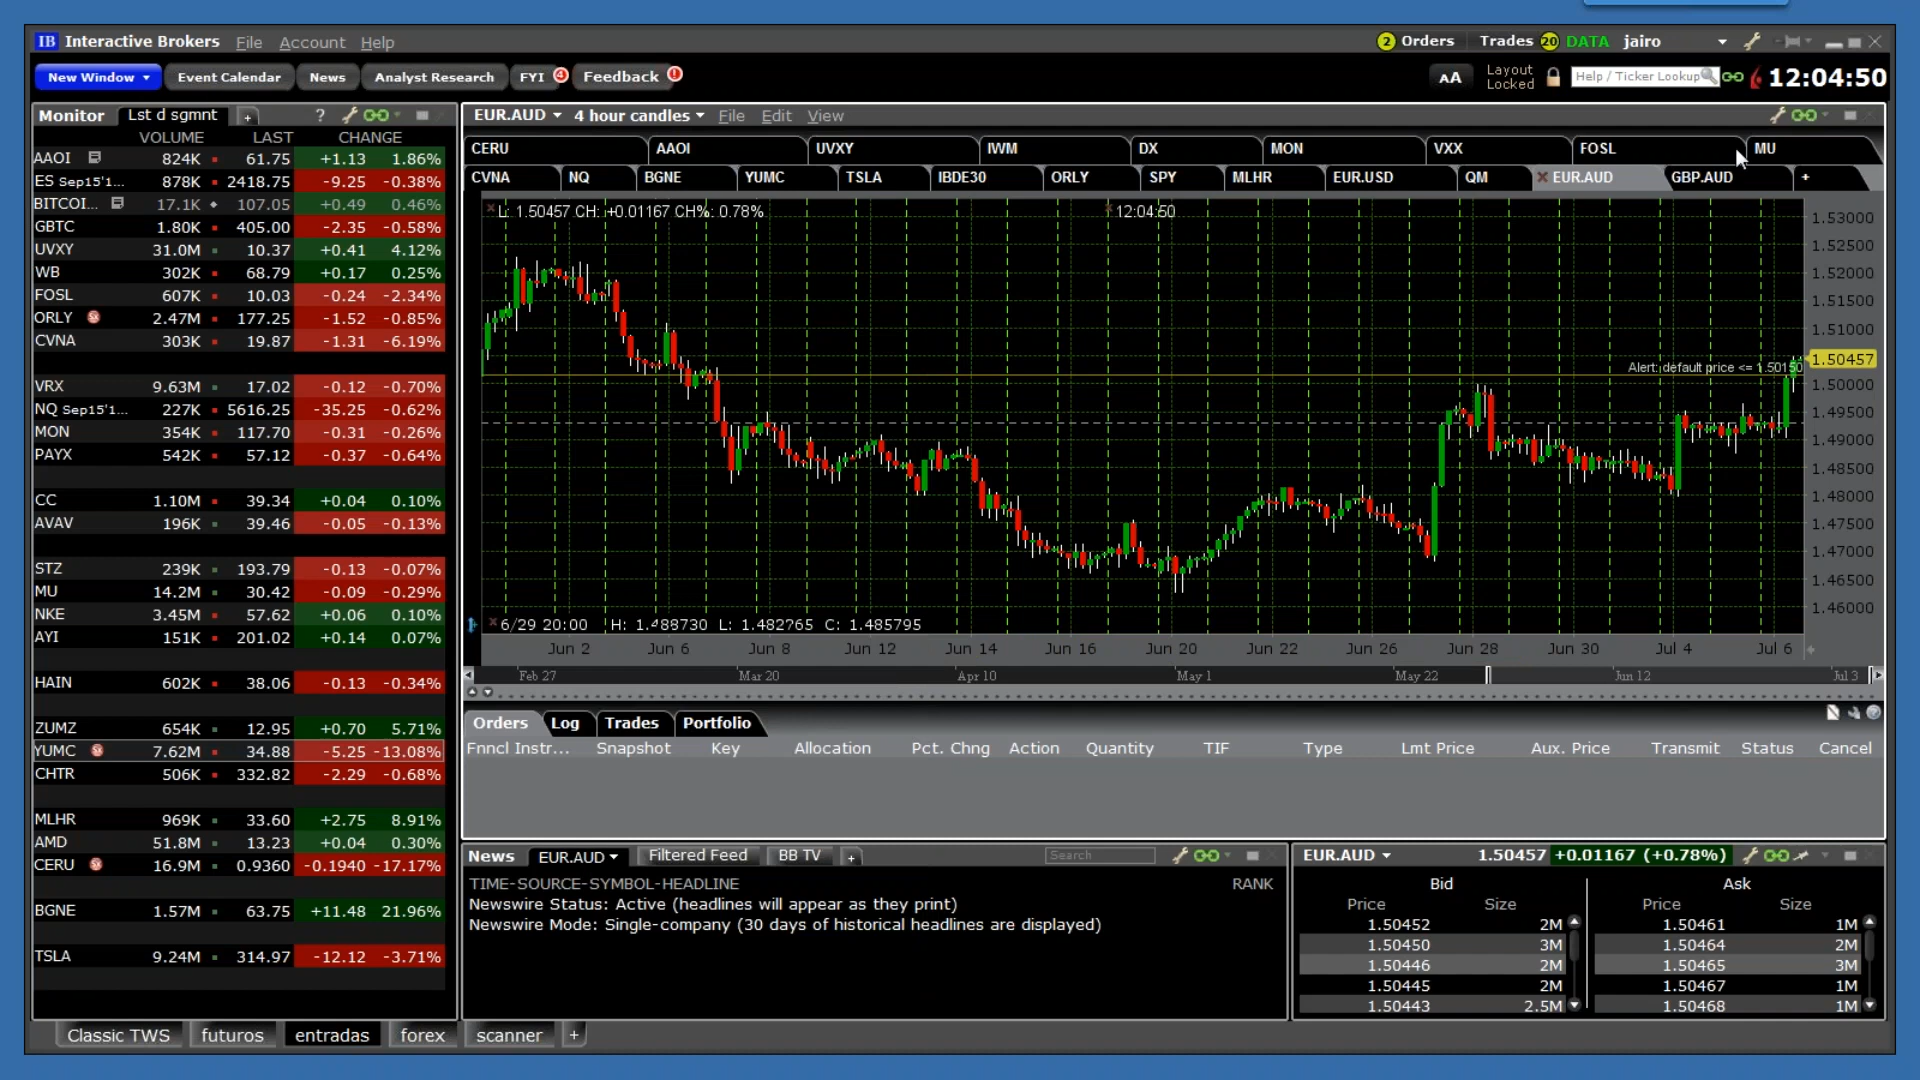 IB Interactive Brokers File Account Help 2 Orders Trades 20 DATA jairo
New Window Event Calendar News Analyst Research FYI 4 Feedback ! AA Layout Locked Help / Ticker Lookup 12:04:50
Monitor Lst d sgmnt + ?
VOLUME LAST CHANGE
AAOI 824K 61.75 +1.13 1.86%
ES Sep15'1... 878K 2418.75 -9.25 -0.38%
BITCOI... 17.1K 107.05 +0.49 0.46%
GBTC 1.80K 405.00 -2.35 -0.58%
UVXY 31.0M 10.37 +0.41 4.12%
WB 302K 68.79 +0.17 0.25%
FOSL 607K 10.03 -0.24 -2.34%
ORLY 2.47M 177.25 -1.52 -0.85%
CVNA 303K 19.87 -1.31 -6.19%
VRX 9.63M 17.02 -0.12 -0.70%
NQ Sep15'1... 227K 5616.25 -35.25 -0.62%
MON 354K 117.70 -0.31 -0.26%
PAYX 542K 57.12 -0.37 -0.64%
CC 1.10M 39.34 +0.04 0.10%
AVAV 196K 39.46 -0.05 -0.13%
STZ 239K 193.79 -0.13 -0.07%
MU 14.2M 30.42 -0.09 -0.29%
NKE 3.45M 57.62 +0.06 0.10%
AYI 151K 201.02 +0.14 0.07%
HAIN 602K 38.06 -0.13 -0.34%
ZUMZ 654K 12.95 +0.70 5.71%
YUMC 7.62M 34.88 -5.25 -13.08%
CHTR 506K 332.82 -2.29 -0.68%
MLHR 969K 33.60 +2.75 8.91%
AMD 51.8M 13.23 +0.04 0.30%
CERU 16.9M 0.9360 -0.1940 -17.17%
BGNE 1.57M 63.75 +11.48 21.96%
TSLA 9.24M 314.97 -12.12 -3.71%
EUR.AUD 4 hour candles File Edit View
CERU AAOI UVXY IWM DX MON VXX FOSL MU
CVNA NQ BGNE YUMC TSLA IBDE30 ORLY SPY MLHR EUR.USD QM EUR.AUD GBP.AUD +
L: 1.50457 CH: +0.01167 CH%: 0.78% 12:04:50
1.53000
1.52500
1.52000
1.51500
1.51000
1.50457
Alert: default price <= 1.50150
1.50000
1.49500
1.49000
1.48500
1.48000
1.47500
1.47000
1.46500
1.46000
6/29 20:00 H: 1.488730 L: 1.482765 C: 1.485795
Jun 2 Jun 6 Jun 8 Jun 12 Jun 14 Jun 16 Jun 20 Jun 22 Jun 26 Jun 28 Jun 30 Jul 4 Jul 6
Feb 27 Mar 20 Apr 10 May 1 May 22 Jun 12 Jul 3
Orders Log Trades Portfolio
Fnncl Instr... Snapshot Key Allocation Pct. Chng Action Quantity TIF Type Lmt Price Aux. Price Transmit Status Cancel
News EUR.AUD Filtered Feed BB TV + Search
TIME-SOURCE-SYMBOL-HEADLINE RANK
Newswire Status: Active (headlines will appear as they print)
Newswire Mode: Single-company (30 days of historical headlines are displayed)
EUR.AUD 1.50457 +0.01167 (+0.78%)
Bid Ask
Price Size Price Size
1.50452 2M 1.50461 1M
1.50450 3M 1.50464 2M
1.50446 2M 1.50465 3M
1.50445 2M 1.50467 1M
1.50443 2.5M 1.50468 1M
Classic TWS futuros entradas forex scanner +